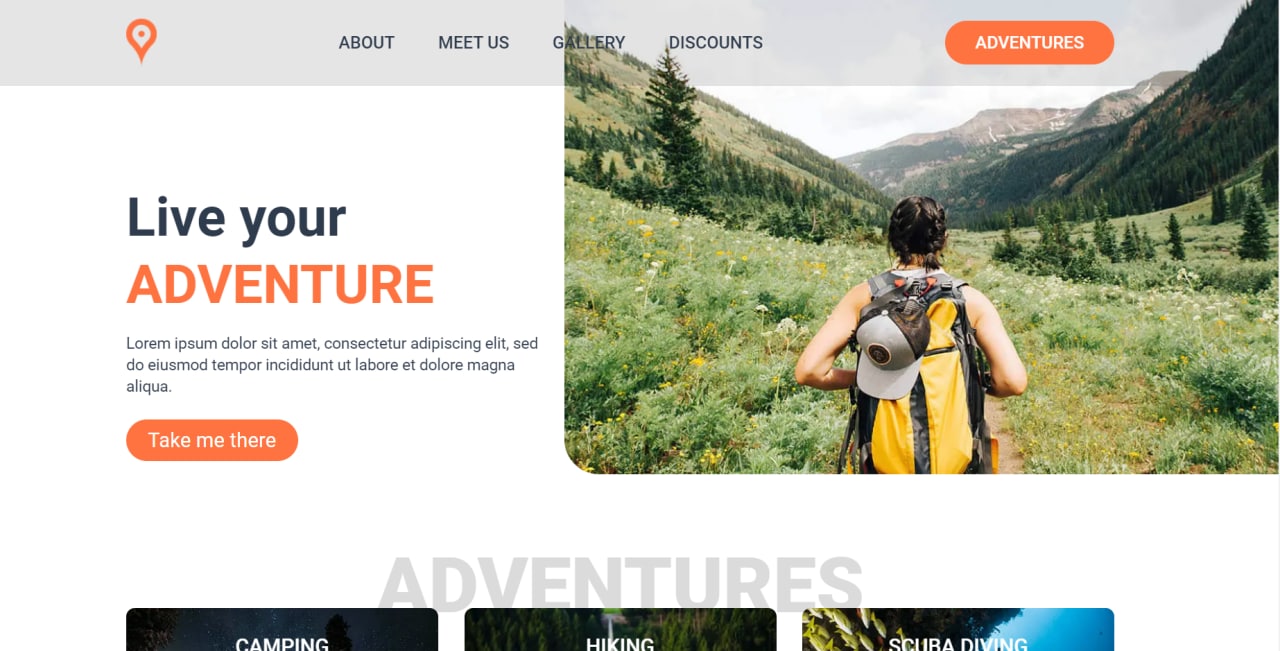 ABOUT MEET US GALLERY DISCOUNTS ADVENTURES
Live your
ADVENTURE
Lorem ipsum dolor sit amet, consectetur adipiscing elit, sed
do eiusmod tempor incididunt ut labore et dolore magna
aliqua.
Take me there
ADVENTURES
CAMPING HIKING SCUBA DIVING